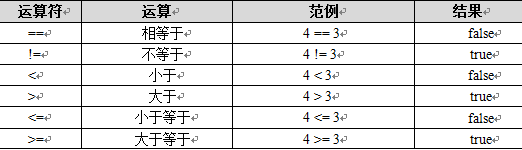 运算符 运算 范例 结果
== 相等于 4 == 3 false
!= 不等于 4 != 3 true
< 小于 4 < 3 false
> 大于 4 > 3 true
<= 小于等于 4 <= 3 false
>= 大于等于 4 >= 3 true